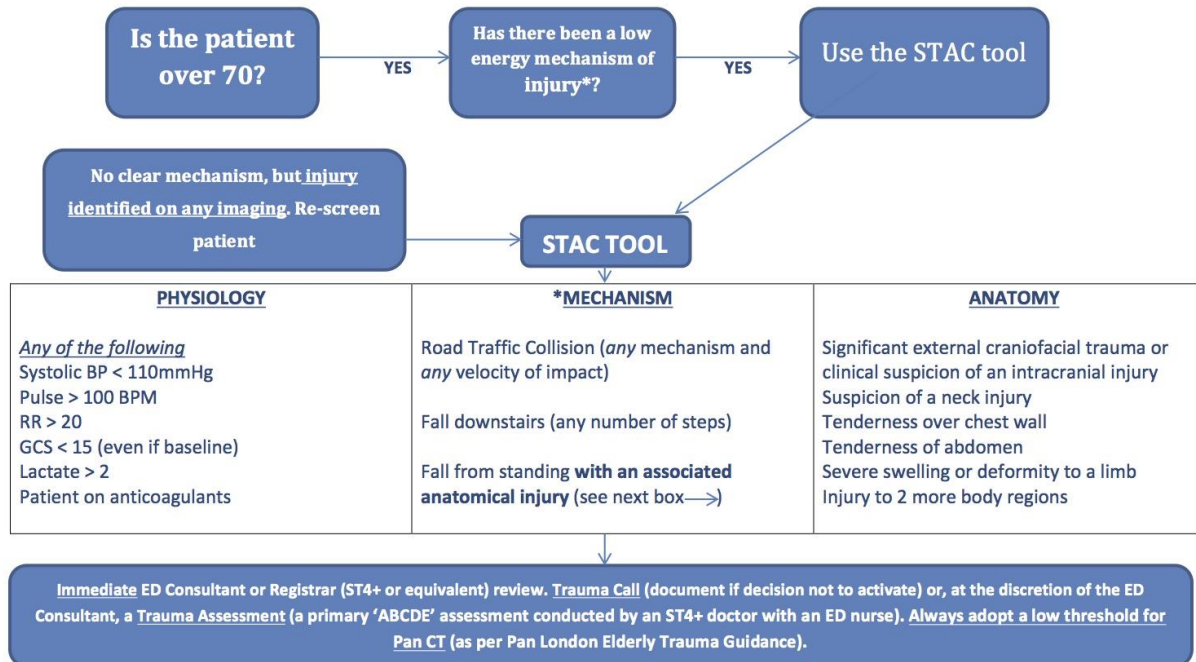 Is the patient
over 70?
YES
Has there been a low
energy mechanism of
injury*?
YES
Use the STAC tool
No clear mechanism, but injury
identified on any imaging. Re-screen
patient
STAC TOOL
PHYSIOLOGY
Any of the following
Systolic BP < 110mmHg
Pulse > 100 BPM
RR > 20
GCS < 15 (even if baseline)
Lactate > 2
Patient on anticoagulants
*MECHANISM
Road Traffic Collision (any mechanism and
any velocity of impact)
Fall downstairs (any number of steps)
Fall from standing with an associated
anatomical injury (see next box→)
ANATOMY
Significant external craniofacial trauma or
clinical suspicion of an intracranial injury
Suspicion of a neck injury
Tenderness over chest wall
Tenderness of abdomen
Severe swelling or deformity to a limb
Injury to 2 more body regions
Immediate ED Consultant or Registrar (ST4+ or equivalent) review. Trauma Call (document if decision not to activate) or, at the discretion of the ED
Consultant, a Trauma Assessment (a primary ‘ABCDE’ assessment conducted by an ST4+ doctor with an ED nurse). Always adopt a low threshold for
Pan CT (as per Pan London Elderly Trauma Guidance).